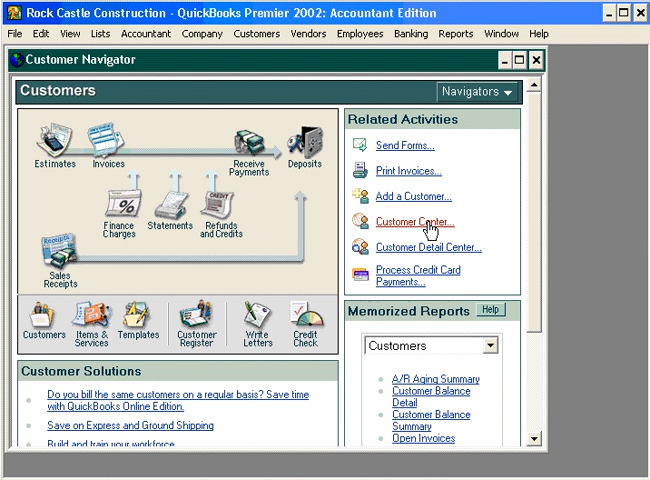 Rock Castle Construction - QuickBooks Premier 2002: Accountant Edition
File Edit View Lists Accountant Company Customers Vendors Employees Banking Reports Window Help
Customer Navigator
Customers
Navigators
Estimates
Invoices
Receive
Payments
Deposits
Finance
Charges
Statements
Refunds
and Credits
Sales
Receipts
Customers
Items &
Services
Templates
Customer
Register
Write
Letters
Credit
Check
Customer Solutions
Do you bill the same customers on a regular basis? Save time
with QuickBooks Online Edition.
Save on Express and Ground Shipping
Build and train your workforce
Related Activities
Send Forms...
Print Invoices...
Add a Customer...
Customer Center...
Customer Detail Center...
Process Credit Card
Payments...
Memorized Reports
Help
Customers
A/R Aging Summary
Customer Balance
Detail
Customer Balance
Summary
Open Invoices